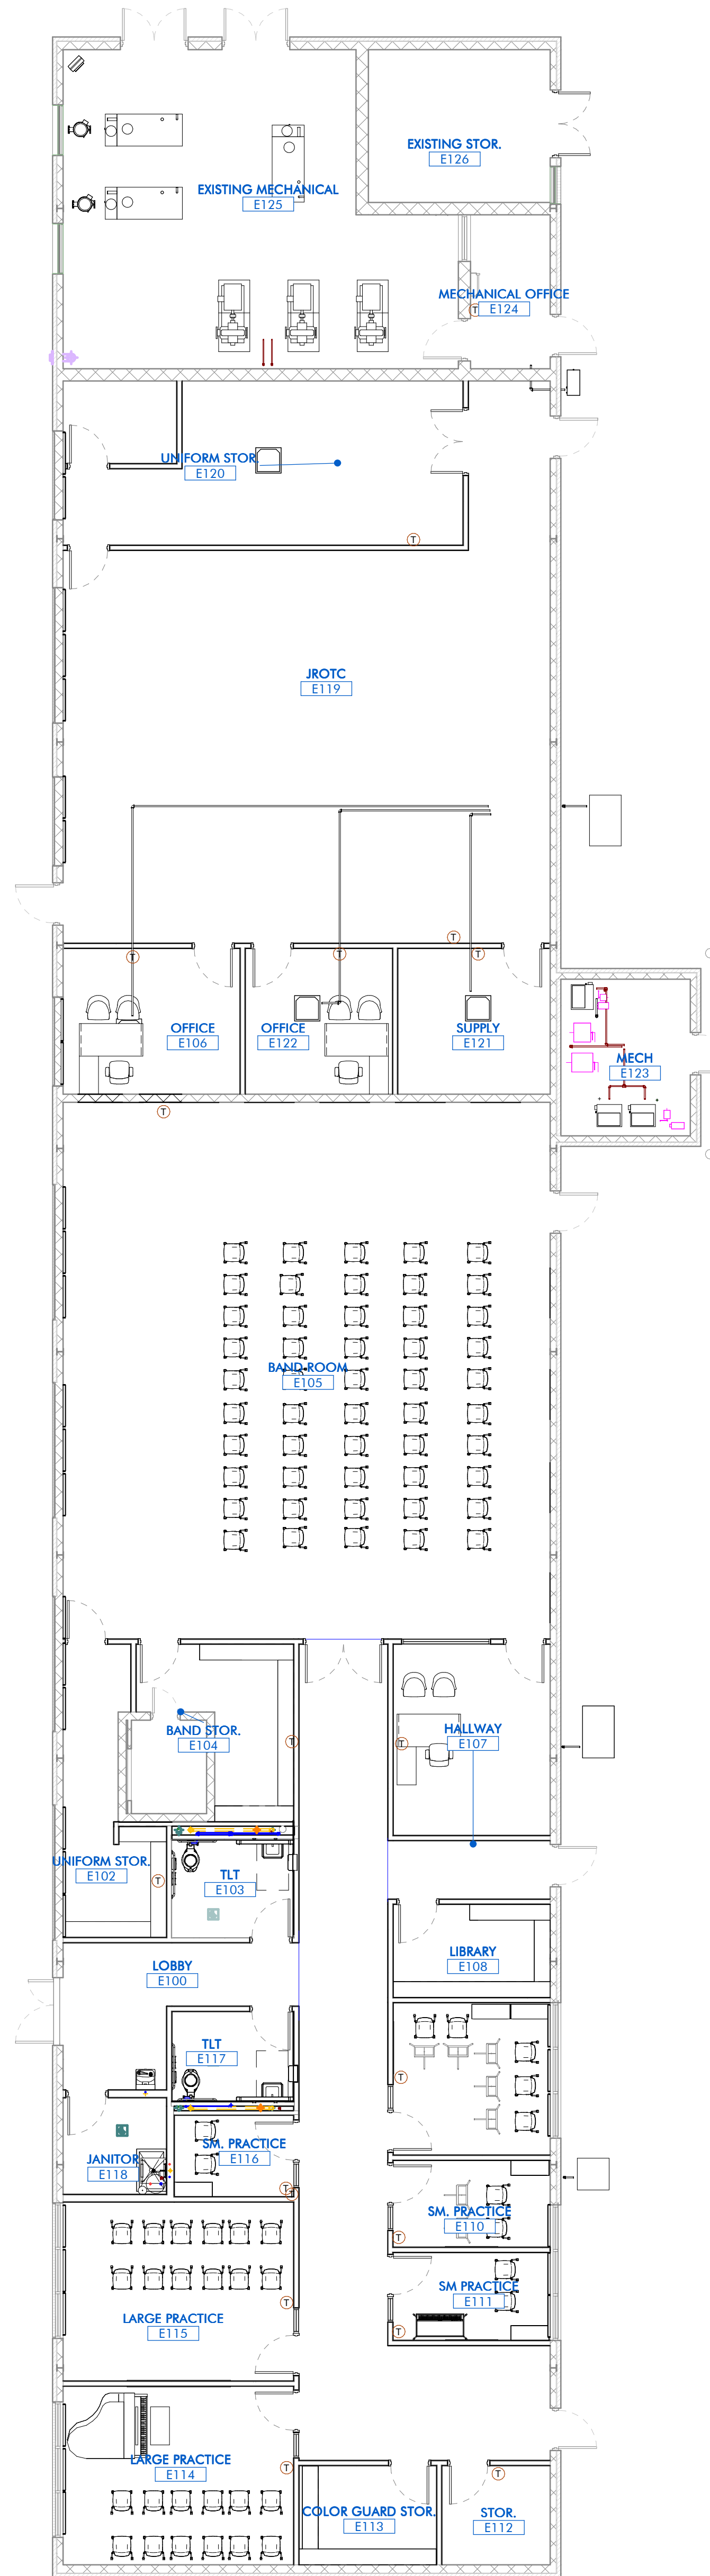 EXISTING STOR.
E126
EXISTING MECHANICAL
E125
MECHANICAL OFFICE
E124
T
UNIFORM STOR.
E120
T
JROTC
E119
T
T
T
T
OFFICE
E106
OFFICE
E122
SUPPLY
E121
MECH
E123
T
BAND ROOM
E105
BAND STOR.
E104
T
HALLWAY
E107
T
UNIFORM STOR.
E102
T
TLT
E103
LIBRARY
E108
LOBBY
E100
TLT
E117
T
SM. PRACTICE
E116
JANITOR
E118
T
T
SM. PRACTICE
E110
T
SM PRACTICE
E111
T
LARGE PRACTICE
E115
T
LARGE PRACTICE
E114
T
T
COLOR GUARD STOR.
E113
STOR.
E112